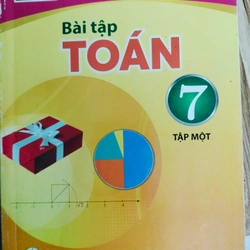 Bài tập
TOÁN
7
TẬP MỘT